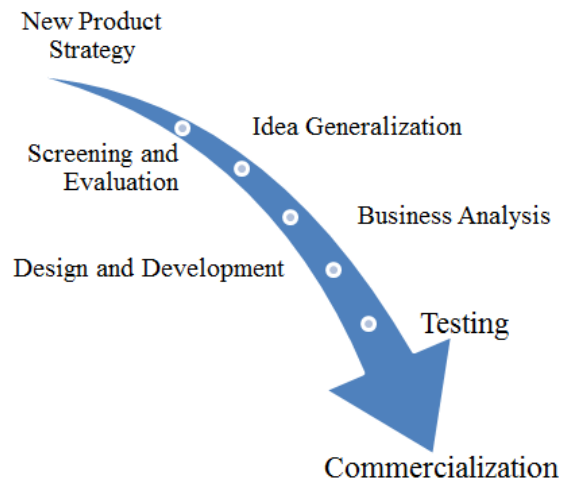 New Product
Strategy
Idea Generalization
Screening and
Evaluation
Business Analysis
Design and Development
Testing
Commercialization